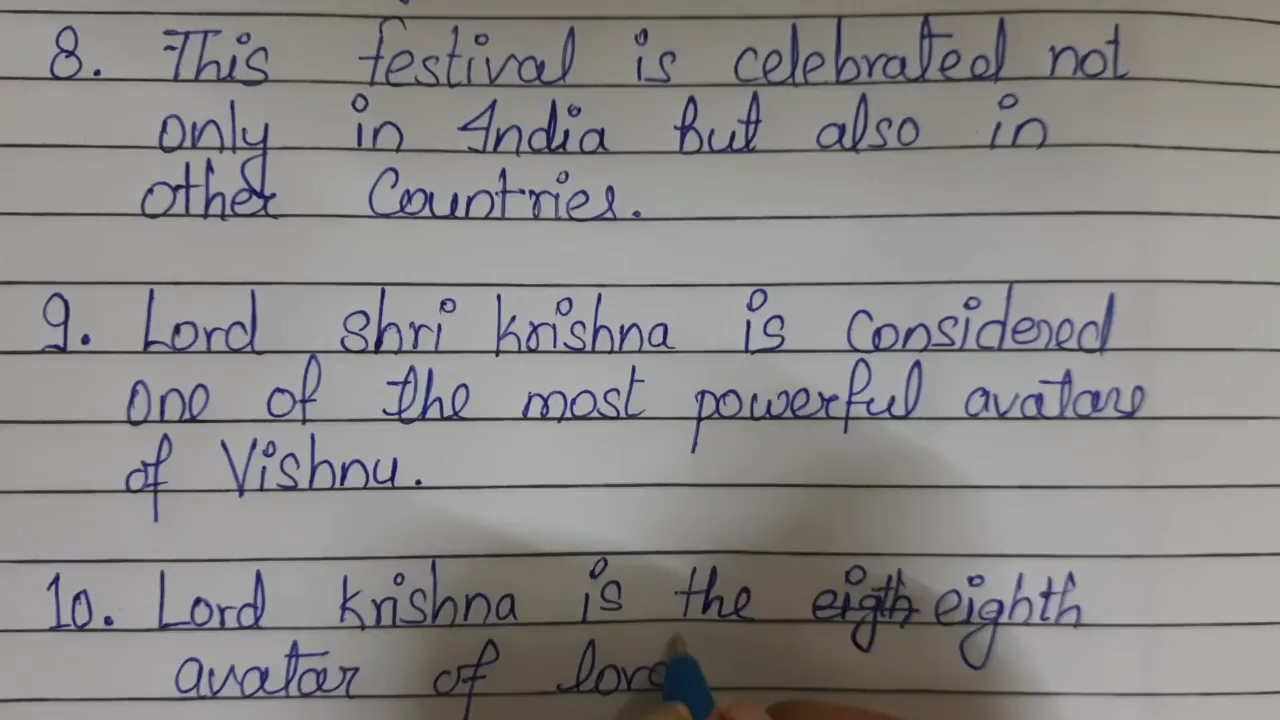 8. This festival is celebrated not
only in India but also in
other Countries.
9. Lord shri krishna is Considered
one of the most powerful avatars
of Vishnu.
10. Lord krishna is the eigth eighth
avatar of lord